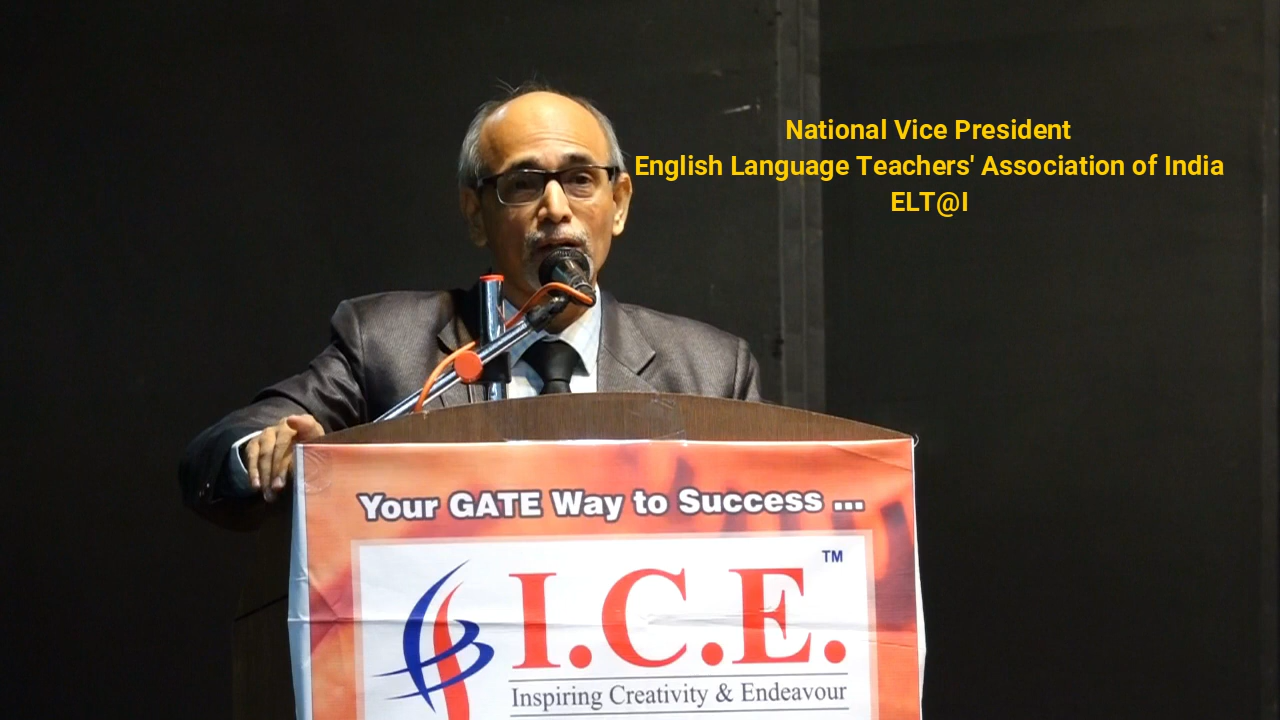 National Vice President
English Language Teachers' Association of India
ELT@I
Your GATE Way to Success ...
TM
I.C.E.
Inspiring Creativity & Endeavour